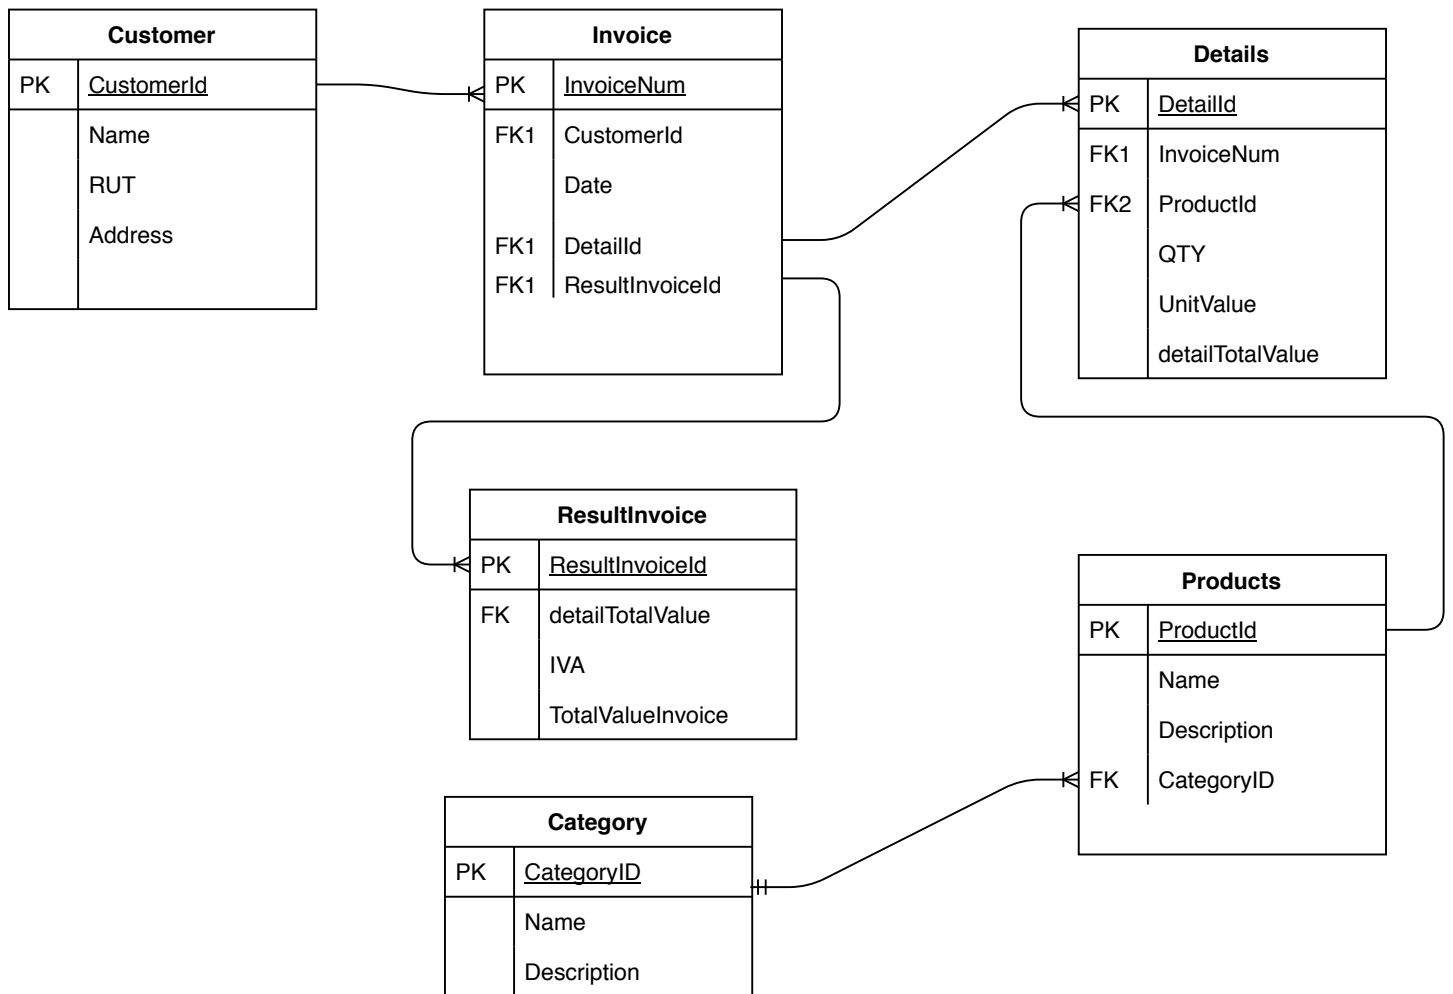 Customer
PK CustomerId
Name
RUT
Address
Invoice
PK InvoiceNum
FK1 CustomerId
Date
FK1 DetailId
FK1 ResultInvoiceId
Details
PK DetailId
FK1 InvoiceNum
FK2 ProductId
QTY
UnitValue
detailTotalValue
ResultInvoice
PK ResultInvoiceId
FK detailTotalValue
IVA
TotalValueInvoice
Products
PK ProductId
Name
Description
FK CategoryID
Category
PK CategoryID
Name
Description